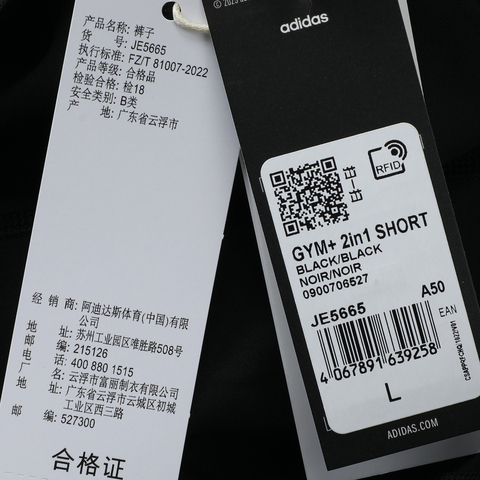 产品名称: 裤子
货 号: JE5665
执行标准: FZ/T 81007-2022
产品等级: 合格品
检验合格: 检18
安全类别: B类
产 地: 广东省云浮市
经 销 商: 阿迪达斯体育(中国)有限
公司
地 址: 苏州工业园区唯胜路508号
邮 编: 215126
电 话: 400 880 1515
厂 名: 云浮市富丽制衣有限公司
地 址: 广东省云浮市云城区初城
工业区西三路
邮 编: 527300
合格证
adidas
RFID
GYM+ 2in1 SHORT
BLACK/BLACK
NOIR/NOIR
0900706527
JE5665
A50
EAN
4 067891 639258
L
ADIDAS.COM